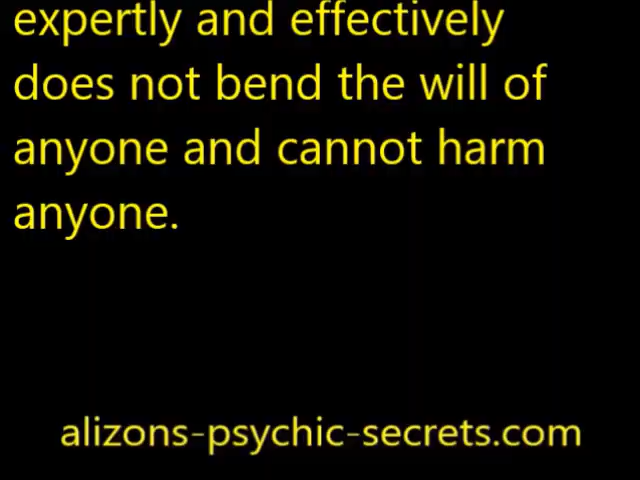 expertly and effectively
does not bend the will of
anyone and cannot harm
anyone.
alizons-psychic-secrets.com